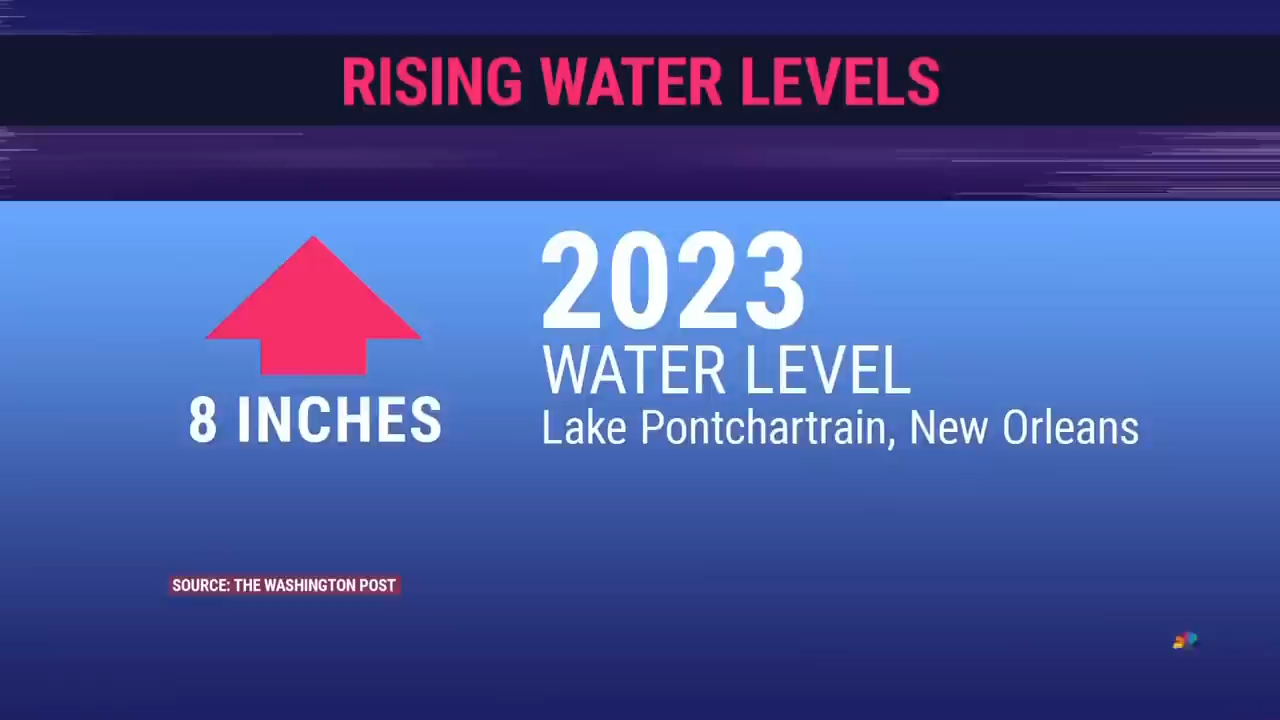 RISING WATER LEVELS
8 INCHES
2023
WATER LEVEL
Lake Pontchartrain, New Orleans
SOURCE: THE WASHINGTON POST